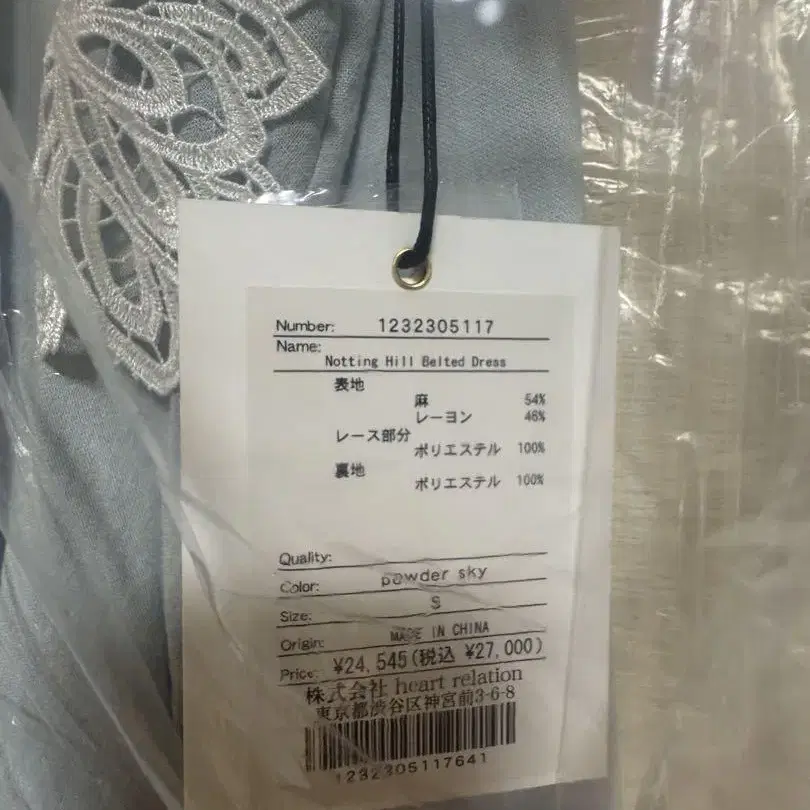 Number: 1232305117
Name:
Notting Hill Belted Dress
表地
麻 54%
レーヨン 46%
レース部分
ポリエステル 100%
裏地
ポリエステル 100%
Quality:
Color: powder sky
Size: S
Origin: MADE IN CHINA
Price: ¥24,545(税込 ¥27,000)
株式会社 heart relation
東京都渋谷区神宮前3-6-8
1232305117641